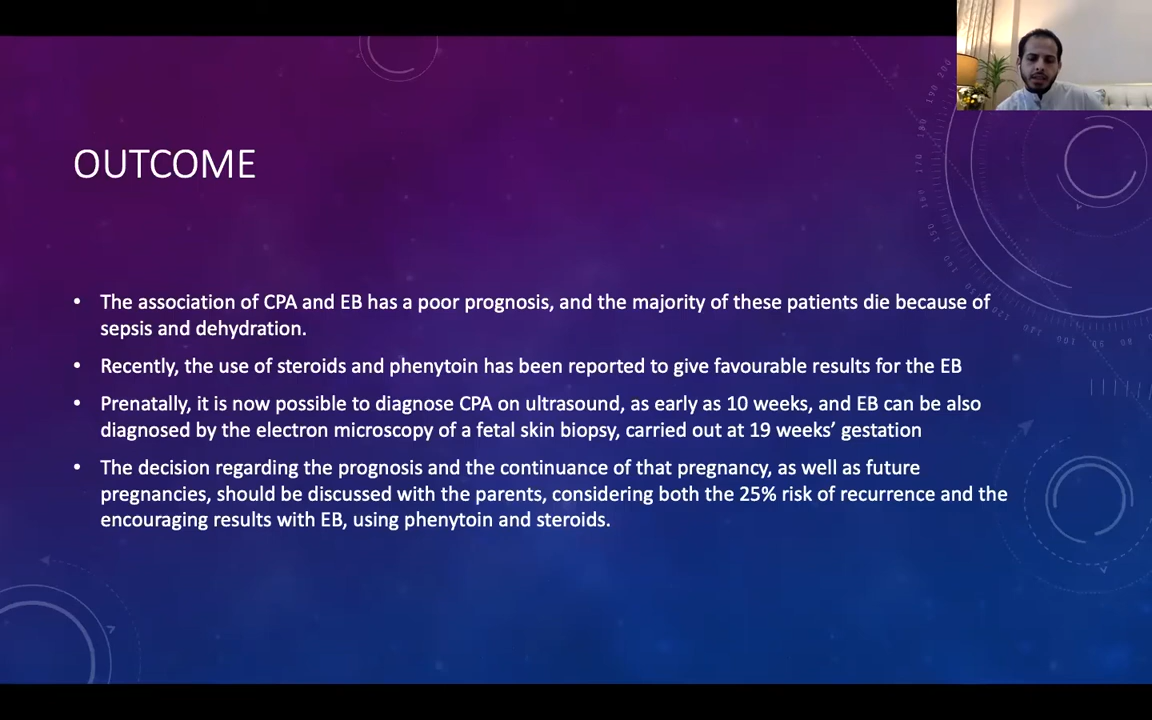 OUTCOME
• The association of CPA and EB has a poor prognosis, and the majority of these patients die because of
sepsis and dehydration.
• Recently, the use of steroids and phenytoin has been reported to give favourable results for the EB
• Prenatally, it is now possible to diagnose CPA on ultrasound, as early as 10 weeks, and EB can be also
diagnosed by the electron microscopy of a fetal skin biopsy, carried out at 19 weeks’ gestation
• The decision regarding the prognosis and the continuance of that pregnancy, as well as future
pregnancies, should be discussed with the parents, considering both the 25% risk of recurrence and the
encouraging results with EB, using phenytoin and steroids.